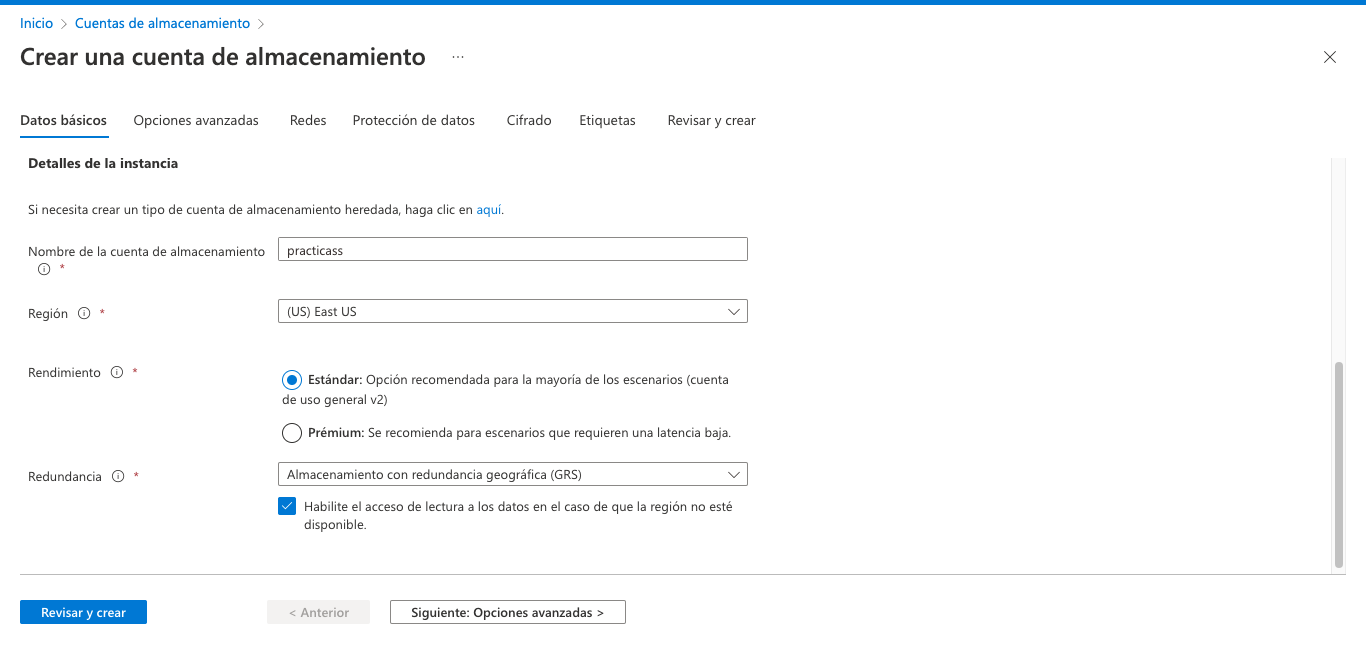 Inicio > Cuentas de almacenamiento >
Crear una cuenta de almacenamiento ...
Datos básicos Opciones avanzadas Redes Protección de datos Cifrado Etiquetas Revisar y crear
Detalles de la instancia
Si necesita crear un tipo de cuenta de almacenamiento heredada, haga clic en aquí.
Nombre de la cuenta de almacenamiento * practicass
Región * (US) East US
Rendimiento *
Estándar: Opción recomendada para la mayoría de los escenarios (cuenta
de uso general v2)
Prémium: Se recomienda para escenarios que requieren una latencia baja.
Redundancia * Almacenamiento con redundancia geográfica (GRS)
Habilite el acceso de lectura a los datos en el caso de que la región no esté
disponible.
Revisar y crear < Anterior Siguiente: Opciones avanzadas >